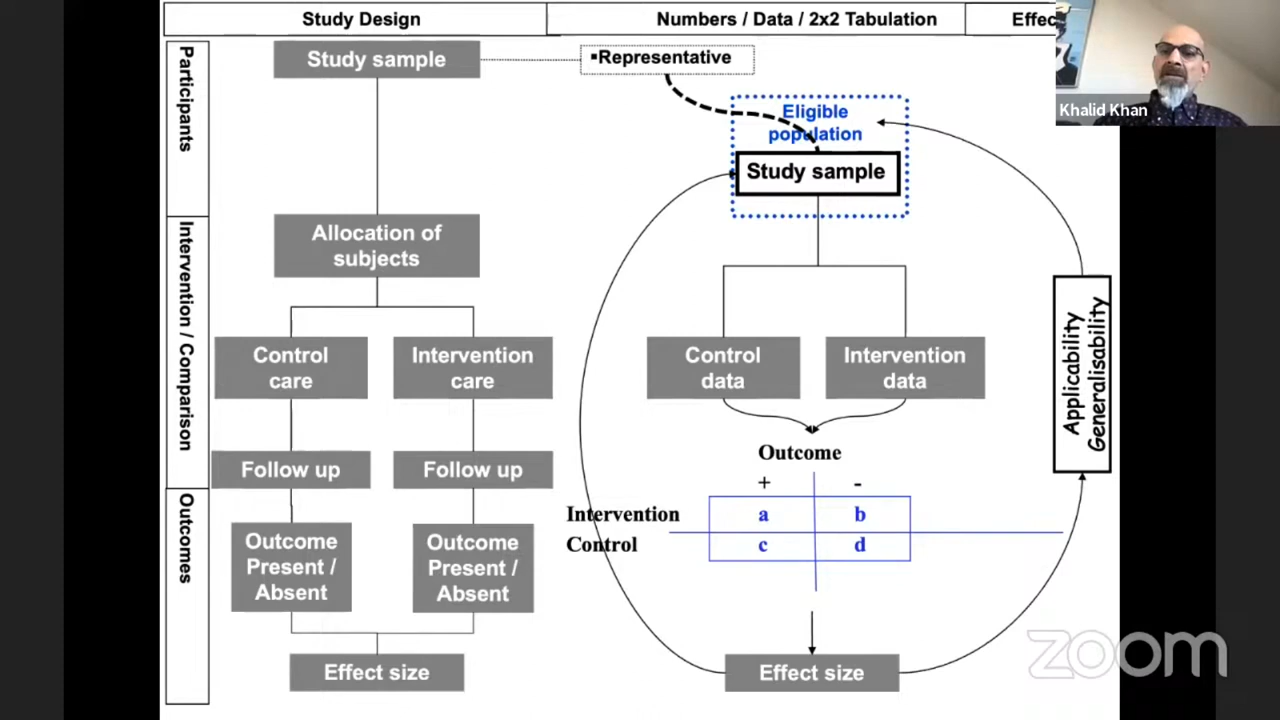 Study Design
Numbers / Data / 2x2 Tabulation
Effec
Participants
Study sample
▪Representative
Khalid Khan
Eligible
population
Study sample
Intervention / Comparison
Allocation of
subjects
Control
care
Intervention
care
Control
data
Intervention
data
Applicability
Generalisability
Follow up
Follow up
Outcome
+ -
Outcomes
Intervention a b
Control c d
Outcome
Present /
Absent
Outcome
Present /
Absent
Effect size
Effect size
zoom